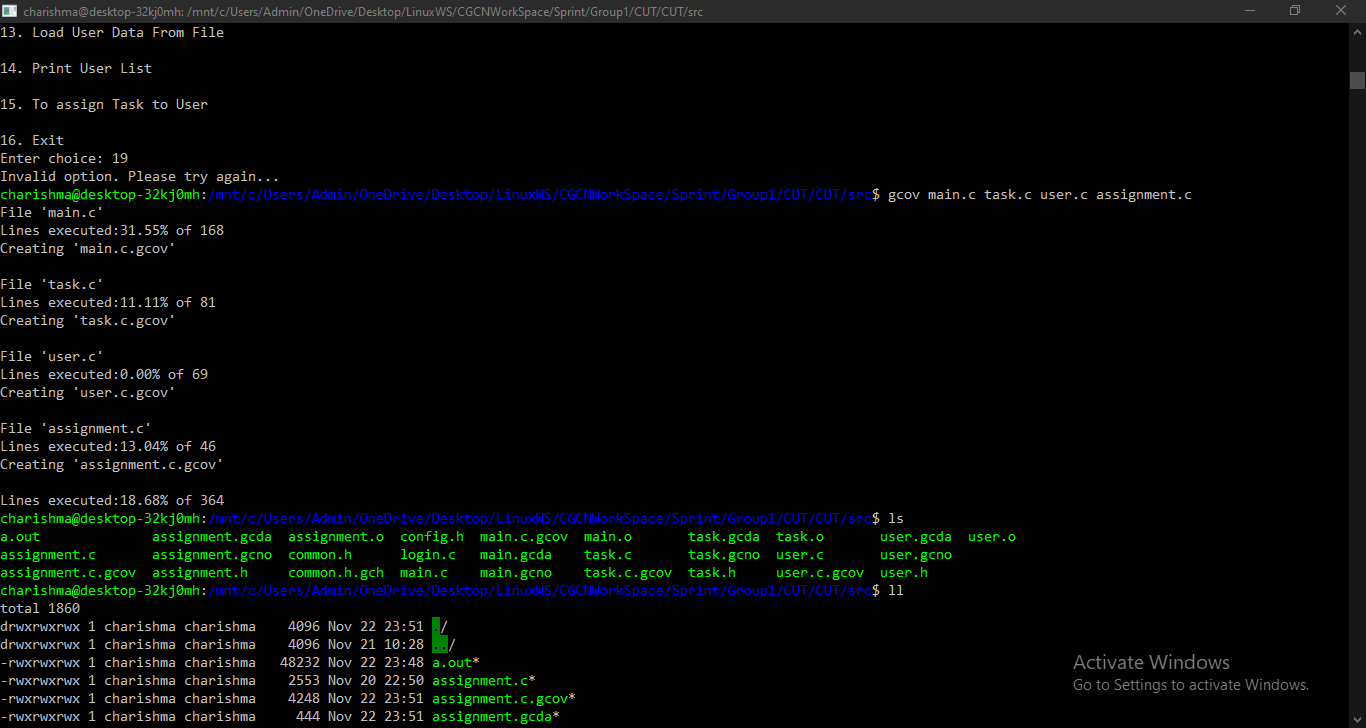 charishma@desktop-32kj0mh: /mnt/c/Users/Admin/OneDrive/Desktop/LinuxWS/CGCNWorkSpace/Sprint/Group1/CUT/CUT/src
13. Load User Data From File
14. Print User List
15. To assign Task to User
16. Exit
Enter choice: 19
Invalid option. Please try again...
charishma@desktop-32kj0mh:/mnt/c/Users/Admin/OneDrive/Desktop/LinuxWS/CGCNWorkSpace/Sprint/Group1/CUT/CUT/src$ gcov main.c task.c user.c assignment.c
File 'main.c'
Lines executed:31.55% of 168
Creating 'main.c.gcov'
File 'task.c'
Lines executed:11.11% of 81
Creating 'task.c.gcov'
File 'user.c'
Lines executed:0.00% of 69
Creating 'user.c.gcov'
File 'assignment.c'
Lines executed:13.04% of 46
Creating 'assignment.c.gcov'
Lines executed:18.68% of 364
charishma@desktop-32kj0mh:/mnt/c/Users/Admin/OneDrive/Desktop/LinuxWS/CGCNWorkSpace/Sprint/Group1/CUT/CUT/src$ ls
a.out assignment.gcda assignment.o config.h main.c.gcov main.o task.gcda task.o user.gcda user.o
assignment.c assignment.gcno common.h login.c main.gcda task.c task.gcno user.c user.gcno
assignment.c.gcov assignment.h common.h.gch main.c main.gcno task.c.gcov task.h user.c.gcov user.h
charishma@desktop-32kj0mh:/mnt/c/Users/Admin/OneDrive/Desktop/LinuxWS/CGCNWorkSpace/Sprint/Group1/CUT/CUT/src$ ll
total 1860
drwxrwxrwx 1 charishma charishma 4096 Nov 22 23:51 ./
drwxrwxrwx 1 charishma charishma 4096 Nov 21 10:28 ../
-rwxrwxrwx 1 charishma charishma 48232 Nov 22 23:48 a.out*
-rwxrwxrwx 1 charishma charishma 2553 Nov 20 22:50 assignment.c*
-rwxrwxrwx 1 charishma charishma 4248 Nov 22 23:51 assignment.c.gcov*
-rwxrwxrwx 1 charishma charishma 444 Nov 22 23:51 assignment.gcda*
Activate Windows
Go to Settings to activate Windows.